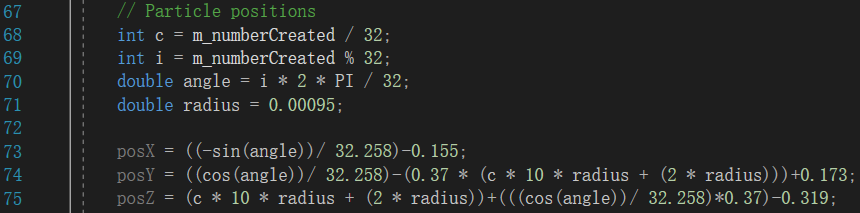 67 // Particle positions
68 int c = m_numberCreated / 32;
69 int i = m_numberCreated % 32;
70 double angle = i * 2 * PI / 32;
71 double radius = 0.00095;
72
73 posX = ((-sin(angle))/ 32.258)-0.155;
74 posY = ((cos(angle))/ 32.258)-(0.37 * (c * 10 * radius + (2 * radius)))+0.173;
75 posZ = (c * 10 * radius + (2 * radius))+(((cos(angle))/ 32.258)*0.37)-0.319;